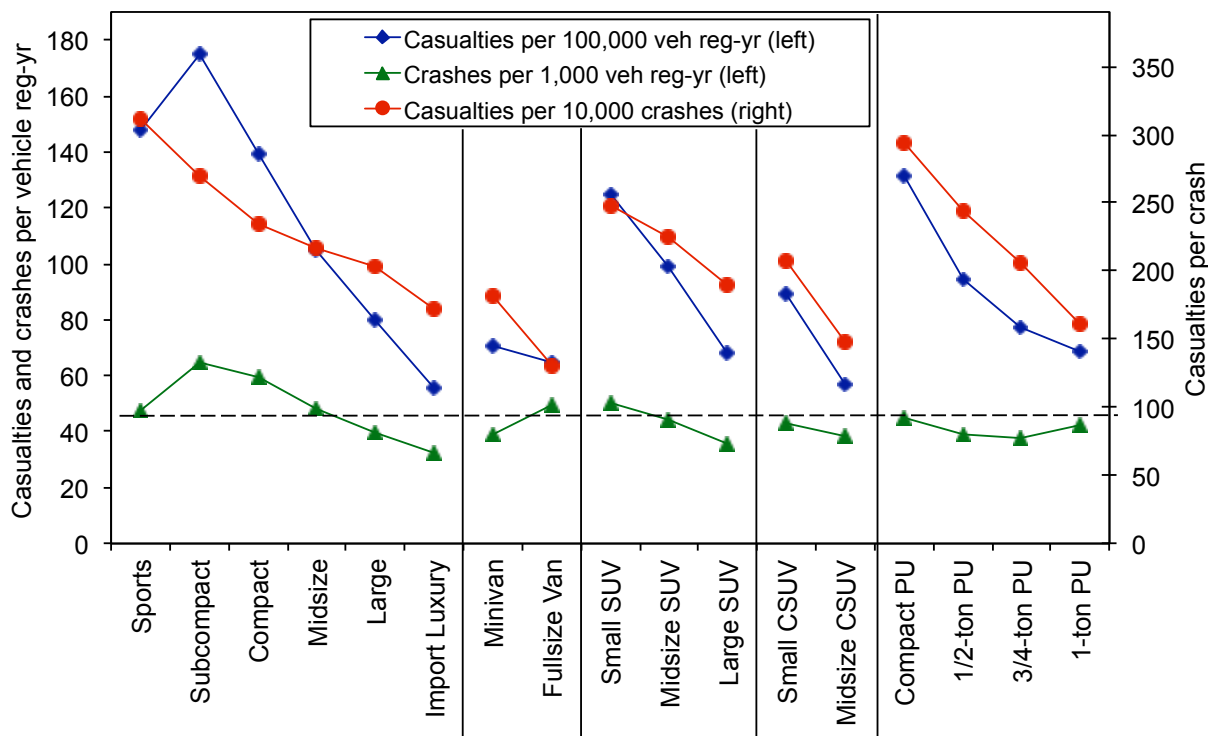 Casualties and crashes per vehicle reg-yr
180
160
140
120
100
80
60
40
20
0
Casualties per 100,000 veh reg-yr (left)
Crashes per 1,000 veh reg-yr (left)
Casualties per 10,000 crashes (right)
350
300
250
200
150
100
50
0
Casualties per crash
Sports
Subcompact
Compact
Midsize
Large
Import Luxury
Minivan
Fullsize Van
Small SUV
Midsize SUV
Large SUV
Small CSUV
Midsize CSUV
Compact PU
1/2-ton PU
3/4-ton PU
1-ton PU